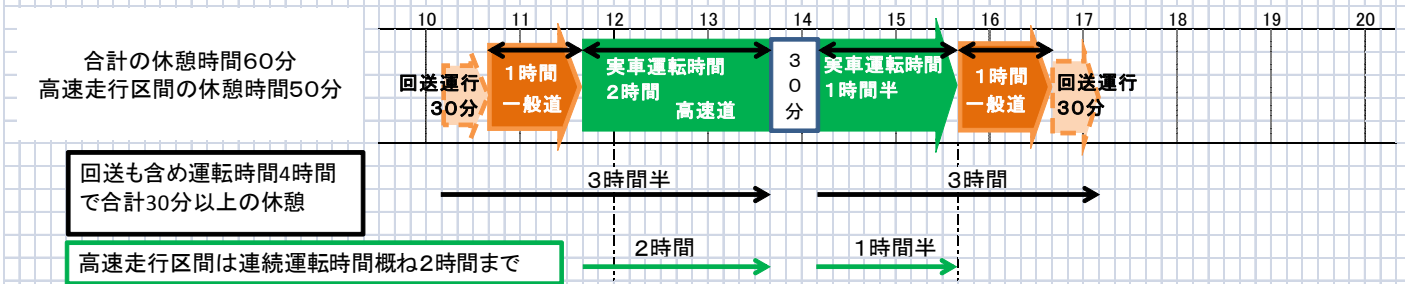 10 11 12 13 14 15 16 17 18 19 20
合計の休憩時間60分
高速走行区間の休憩時間50分
回送運行
30分
1時間
一般道
実車運転時間
2時間
高速道
30分
実車運転時間
1時間半
1時間
一般道
回送運行
30分
回送も含め運転時間4時間
で合計30分以上の休憩
3時間半
3時間
高速走行区間は連続運転時間概ね2時間まで
2時間
1時間半